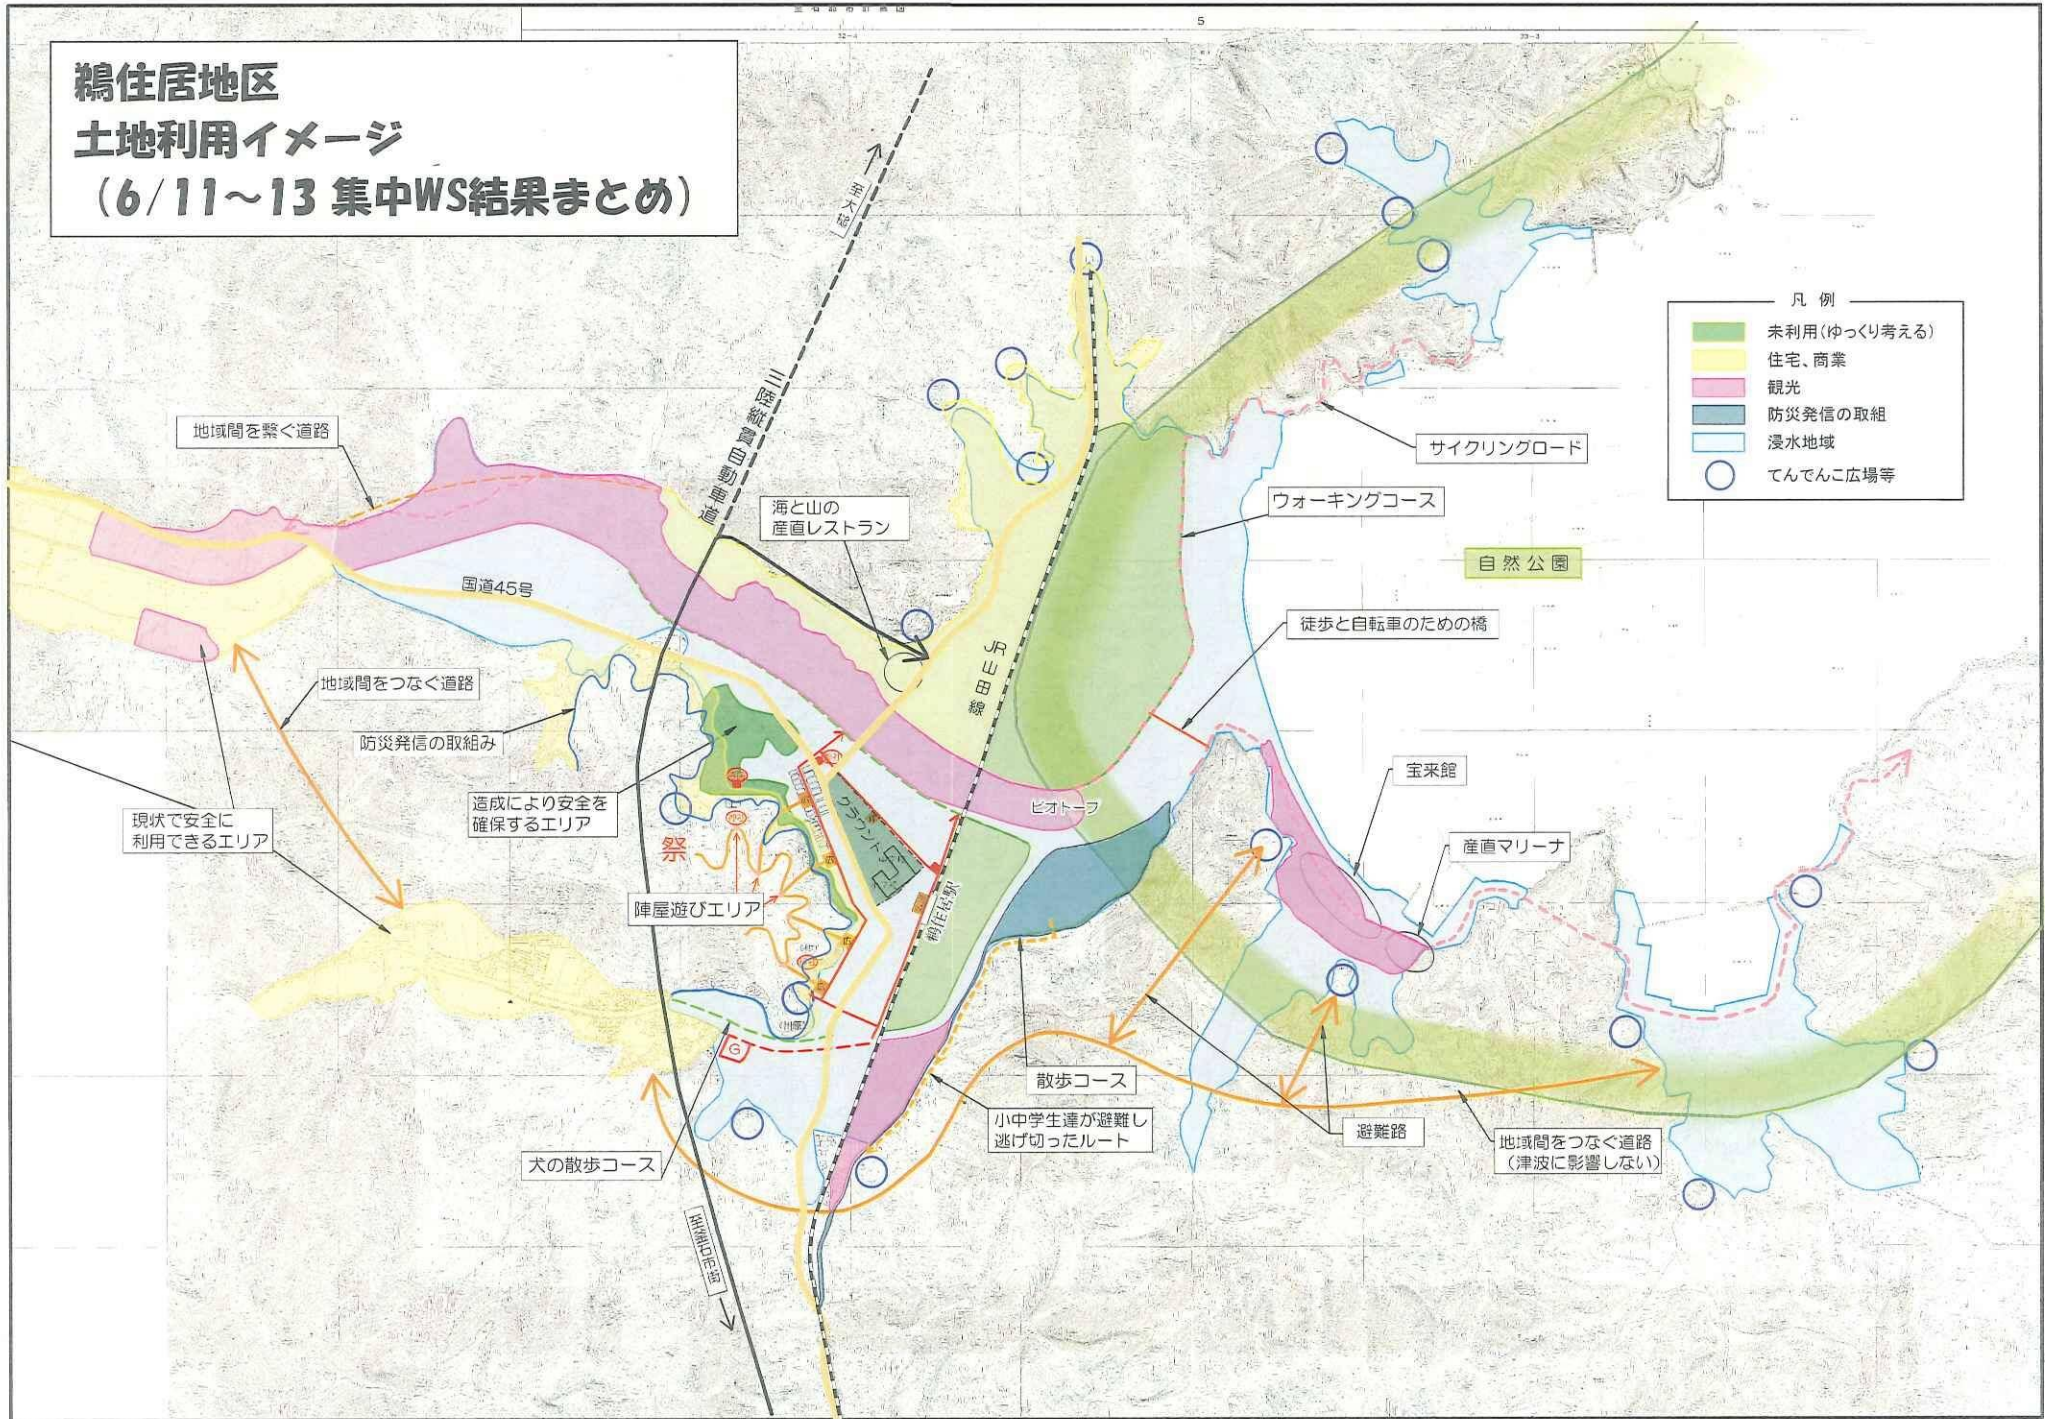 5
鵜住居地区
土地利用イメージ
(6/11～13 集中WS結果まとめ)
至大槌
三陸縦貫自動車道
凡例
未利用(ゆっくり考える)
住宅、商業
観光
防災発信の取組
浸水地域
てんでんこ広場等
地域間を繋ぐ道路
サイクリングロード
海と山の
産直レストラン
ウォーキングコース
自然公園
国道45号
徒歩と自転車のための橋
JR山田線
地域間をつなぐ道路
防災発信の取組み
宝来館
造成により安全を
確保するエリア
ビオトープ
グラウンド
現状で安全に
利用できるエリア
祭
産直マリーナ
陣屋遊びエリア
鵜住居駅
G
散歩コース
小中学生達が避難し
逃げ切ったルート
避難路
地域間をつなぐ道路
(津波に影響しない)
犬の散歩コース
至釜石市街